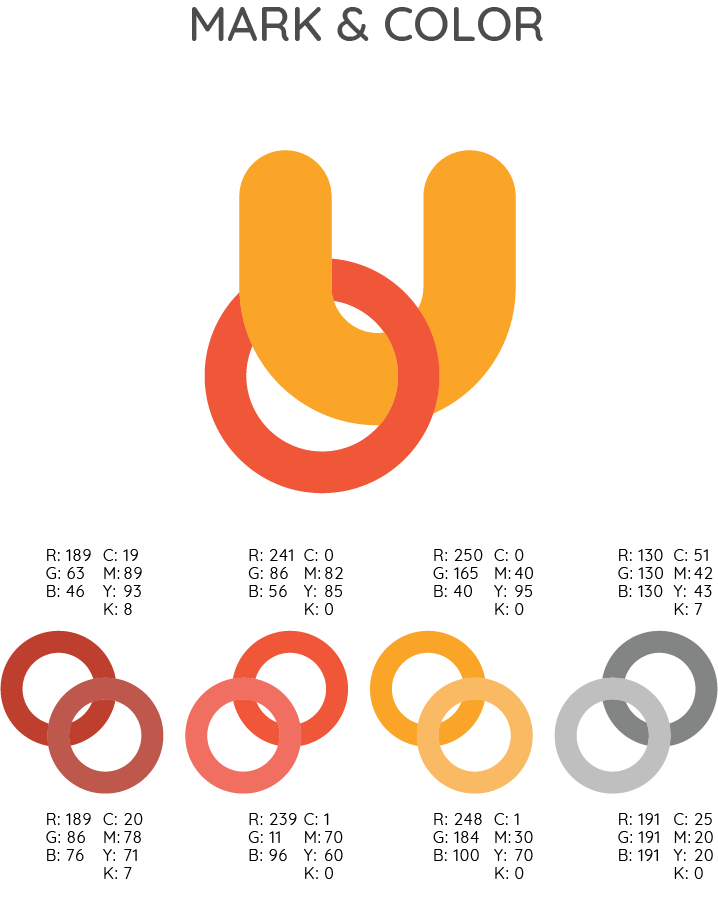 MARK & COLOR
R: 189 C: 19 R: 241 C: 0 R: 250 C: 0 R: 130 C: 51
G: 63 M: 89 G: 86 M: 82 G: 165 M: 40 G: 130 M: 42
B: 46 Y: 93 B: 56 Y: 85 B: 40 Y: 95 B: 130 Y: 43
K: 8 K: 0 K: 0 K: 7
R: 189 C: 20 R: 239 C: 1 R: 248 C: 1 R: 191 C: 25
G: 86 M: 78 G: 11 M: 70 G: 184 M: 30 G: 191 M: 20
B: 76 Y: 71 B: 96 Y: 60 B: 100 Y: 70 B: 191 Y: 20
K: 7 K: 0 K: 0 K: 0